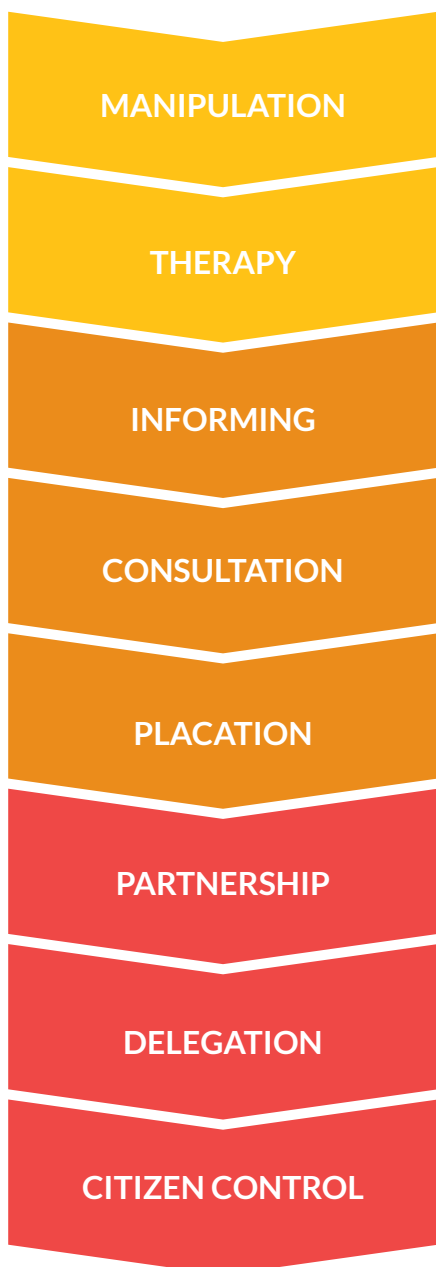 MANIPULATION
THERAPY
INFORMING
CONSULTATION
PLACATION
PARTNERSHIP
DELEGATION
CITIZEN CONTROL